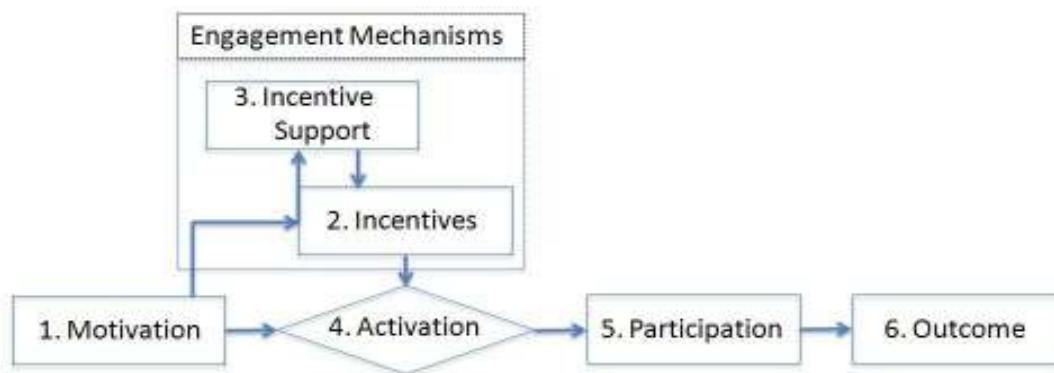 Engagement Mechanisms
3. Incentive
Support
2. Incentives
1. Motivation
4. Activation
5. Participation
6. Outcome